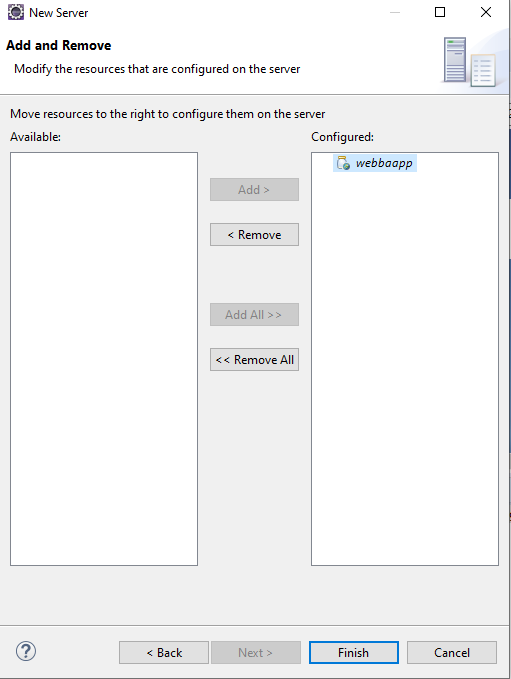 New Server
Add and Remove
Modify the resources that are configured on the server
Move resources to the right to configure them on the server
Available:
Configured:
webbaapp
Add >
< Remove
Add All >>
<< Remove All
?
< Back
Next >
Finish
Cancel